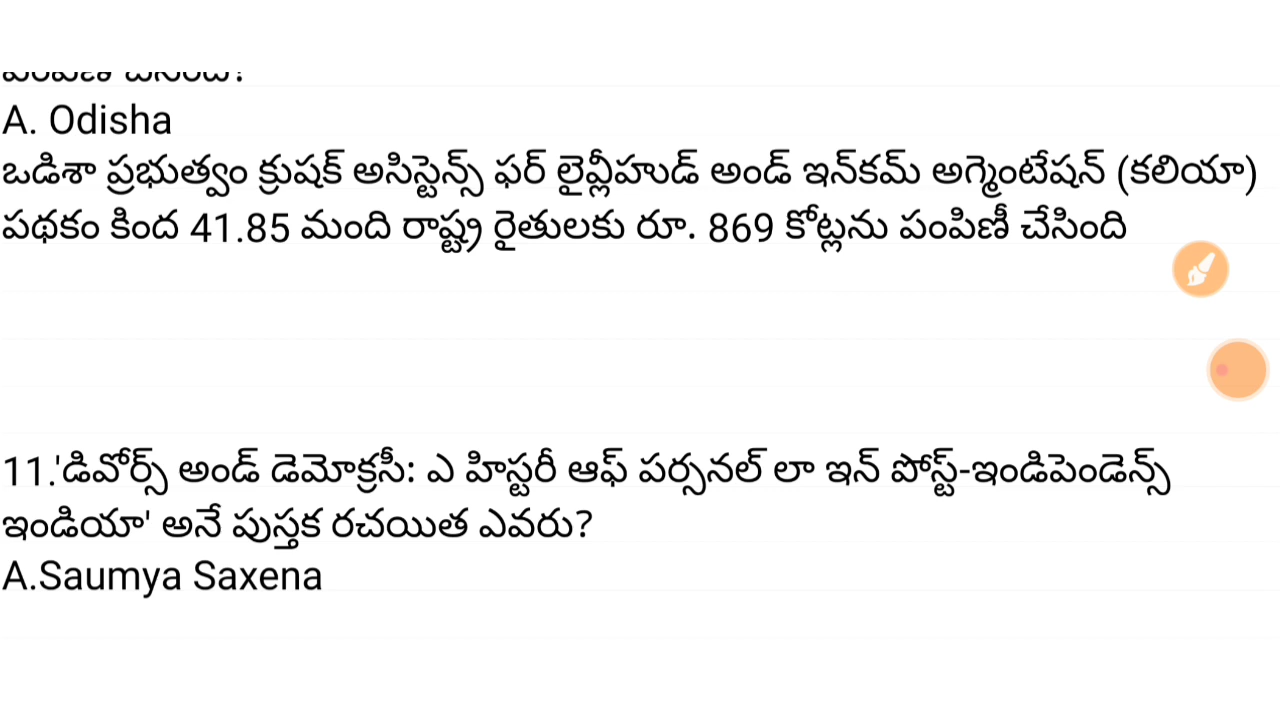 A. Odisha
ఒడిశా ప్రభుత్వం క్రుషక్ అసిస్టెన్స్ ఫర్ లైవ్లీహుడ్ అండ్ ఇన్‌కమ్ అగ్మెంటేషన్ (కలియా)
పథకం కింద 41.85 మంది రాష్ట్ర రైతులకు రూ. 869 కోట్లను పంపిణీ చేసింది
11.'డివోర్స్ అండ్ డెమోక్రసీ: ఎ హిస్టరీ ఆఫ్ పర్సనల్ లా ఇన్ పోస్ట్-ఇండిపెండెన్స్
ఇండియా' అనే పుస్తక రచయిత ఎవరు?
A.Saumya Saxena